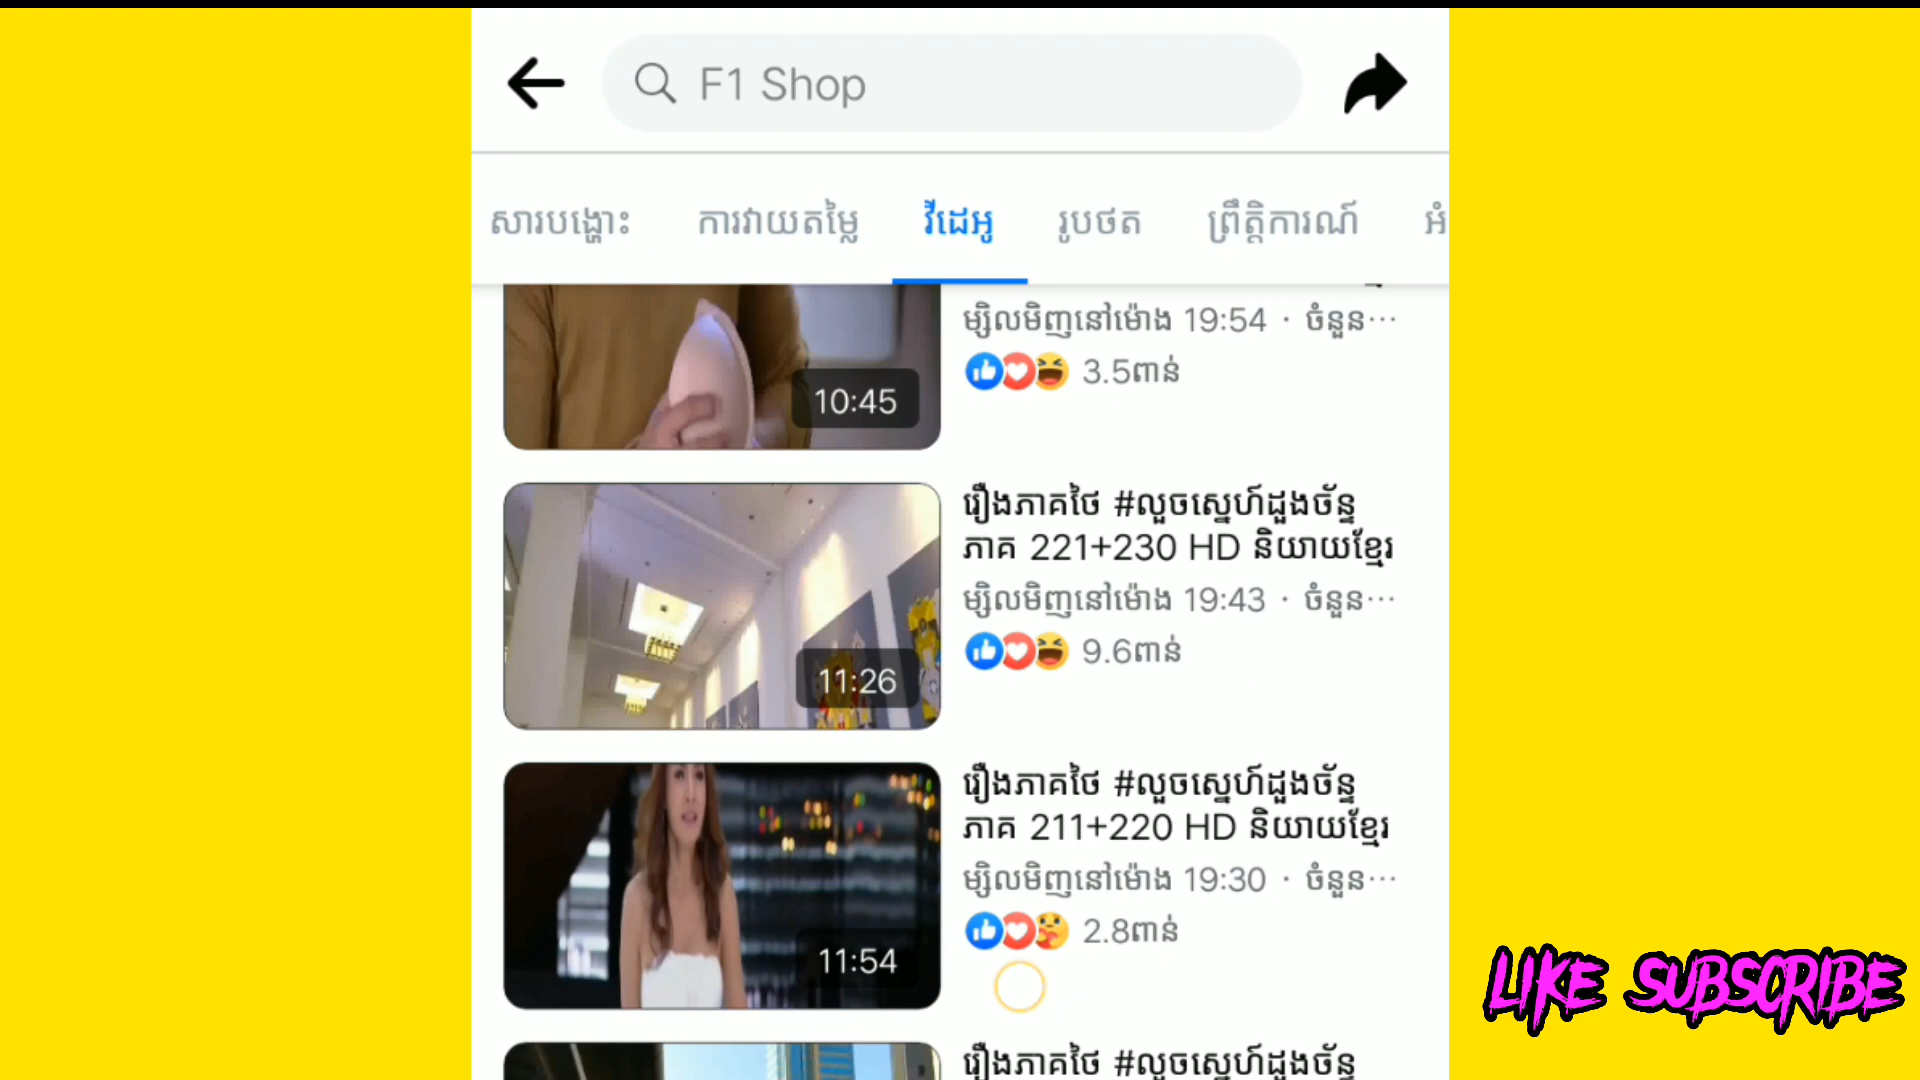 F1 Shop
សារបង្ហោះ ការវាយតម្លៃ វីដេអូ រូបថត ព្រឹត្តិការណ៍ អំ
ម្សិលមិញនៅម៉ោង 19:54 · ចំនួន...
3.5ពាន់
10:45
រឿងភាគថៃ #លួចស្នេហ៍ដួងច័ន្ទ
ភាគ 221+230 HD និយាយខ្មែរ
ម្សិលមិញនៅម៉ោង 19:43 · ចំនួន...
9.6ពាន់
11:26
រឿងភាគថៃ #លួចស្នេហ៍ដួងច័ន្ទ
ភាគ 211+220 HD និយាយខ្មែរ
ម្សិលមិញនៅម៉ោង 19:30 · ចំនួន...
2.8ពាន់
11:54
រឿងភាគថៃ #លួចស្នេហ៍ដួងច័ន្ទ
LIKE SUBSCRIBE